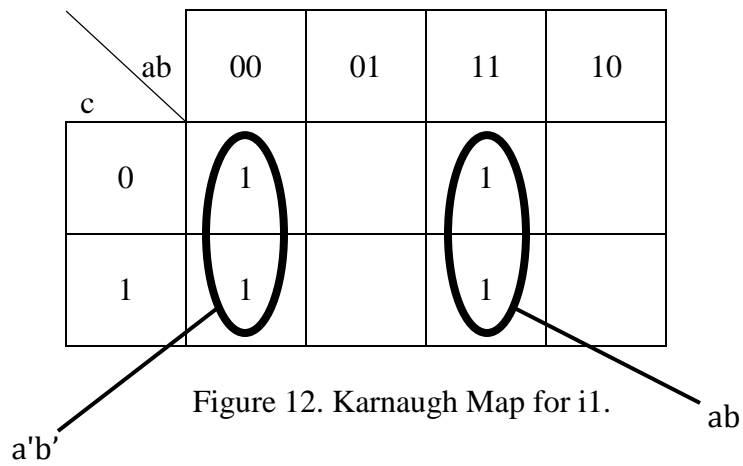 ab 00 01 11 10
c
0 1 1
1 1 1
Figure 12. Karnaugh Map for i1.
ab
a'b’